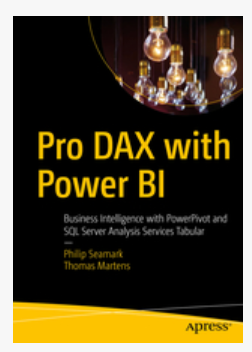 Pro DAX with
Power BI
Business Intelligence with PowerPivot and
SQL Server Analysis Services Tabular
Philip Seamark
Thomas Martens
Apress®